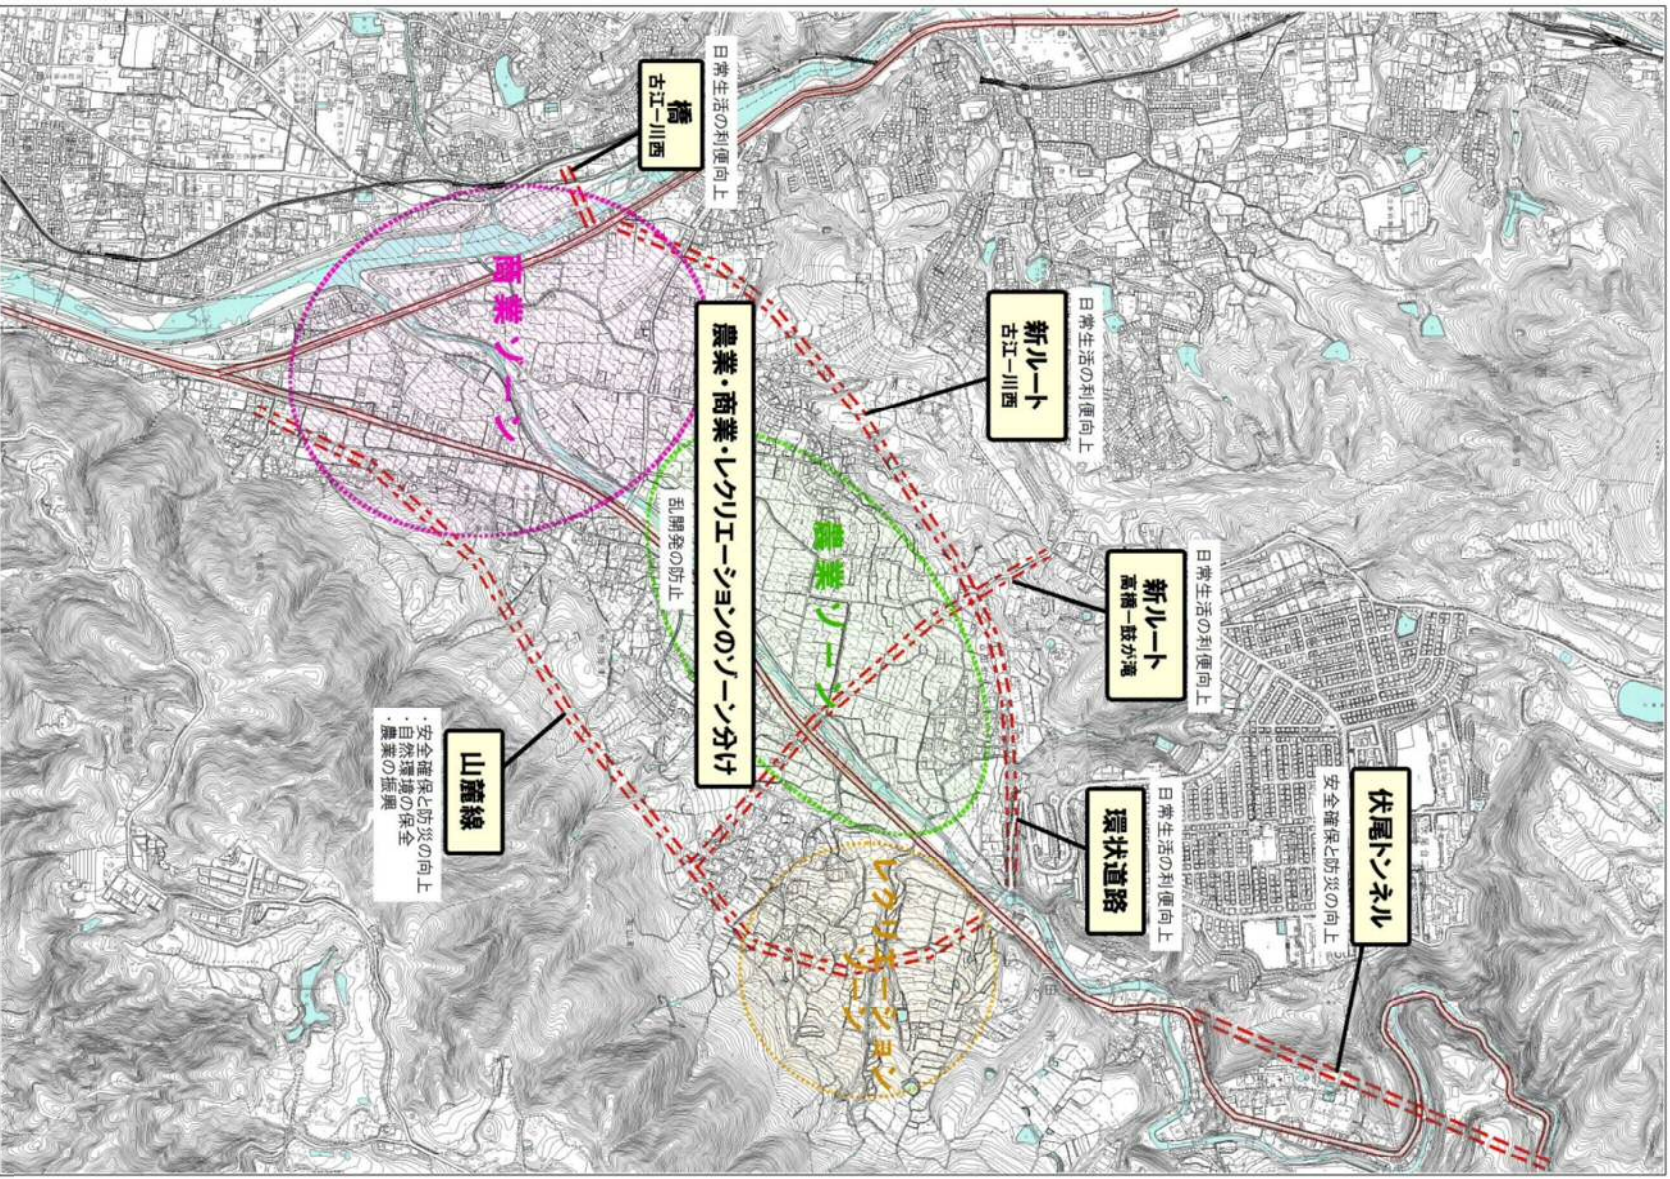 伏尾トンネル
安全確保と防災の向上
日常生活の利便向上
新ルート
高橋ー鼓が滝
日常生活の利便向上
環状道路
日常生活の利便向上
新ルート
古江ー川西
日常生活の利便向上
橋
古江ー川西
農業・商業・レクリエーションのゾーン分け
乱開発の防止
商業ゾーン
農業ゾーン
レクリエーション
ゾーン
山麓線
・安全確保と防災の向上
・自然環境の保全
・農業の振興